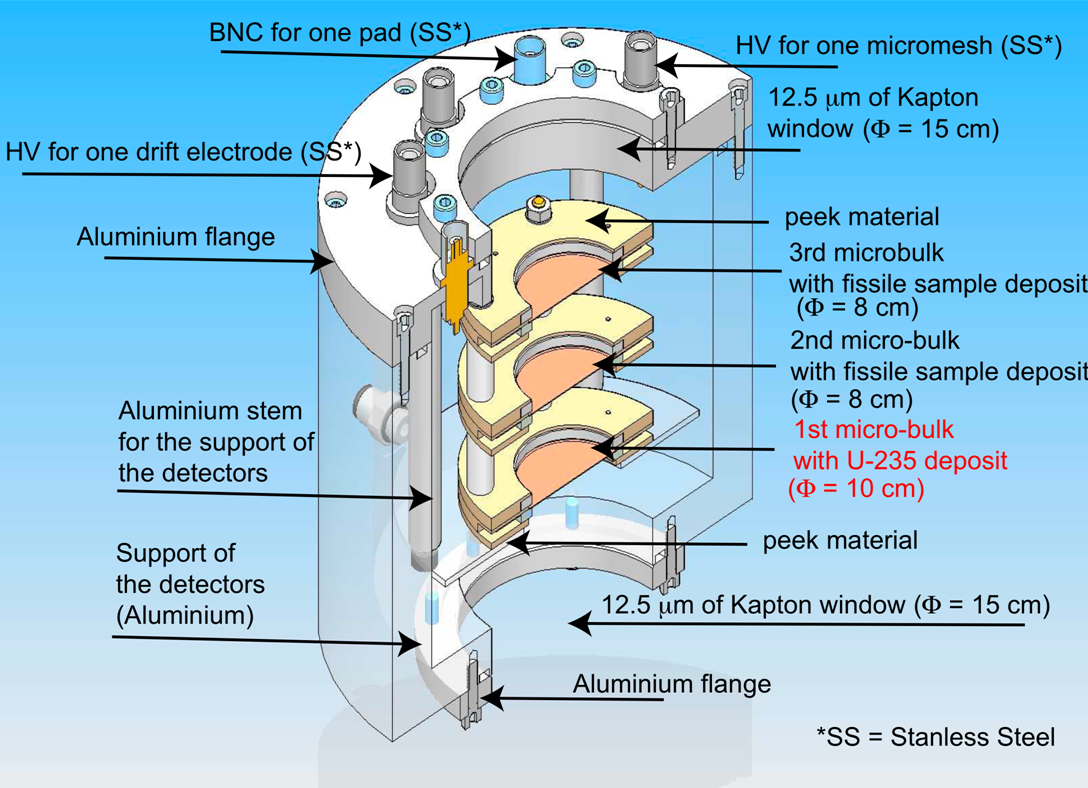 BNC for one pad (SS*)
HV for one micromesh (SS*)
12.5 μm of Kapton
window (Φ = 15 cm)
HV for one drift electrode (SS*)
peek material
Aluminium flange
3rd microbulk
with fissile sample deposit
(Φ = 8 cm)
2nd micro-bulk
with fissile sample deposit
(Φ = 8 cm)
Aluminium stem
for the support of
the detectors
1st micro-bulk
with U-235 deposit
(Φ = 10 cm)
peek material
Support of
the detectors
(Aluminium)
12.5 μm of Kapton window (Φ = 15 cm)
Aluminium flange
*SS = Stanless Steel